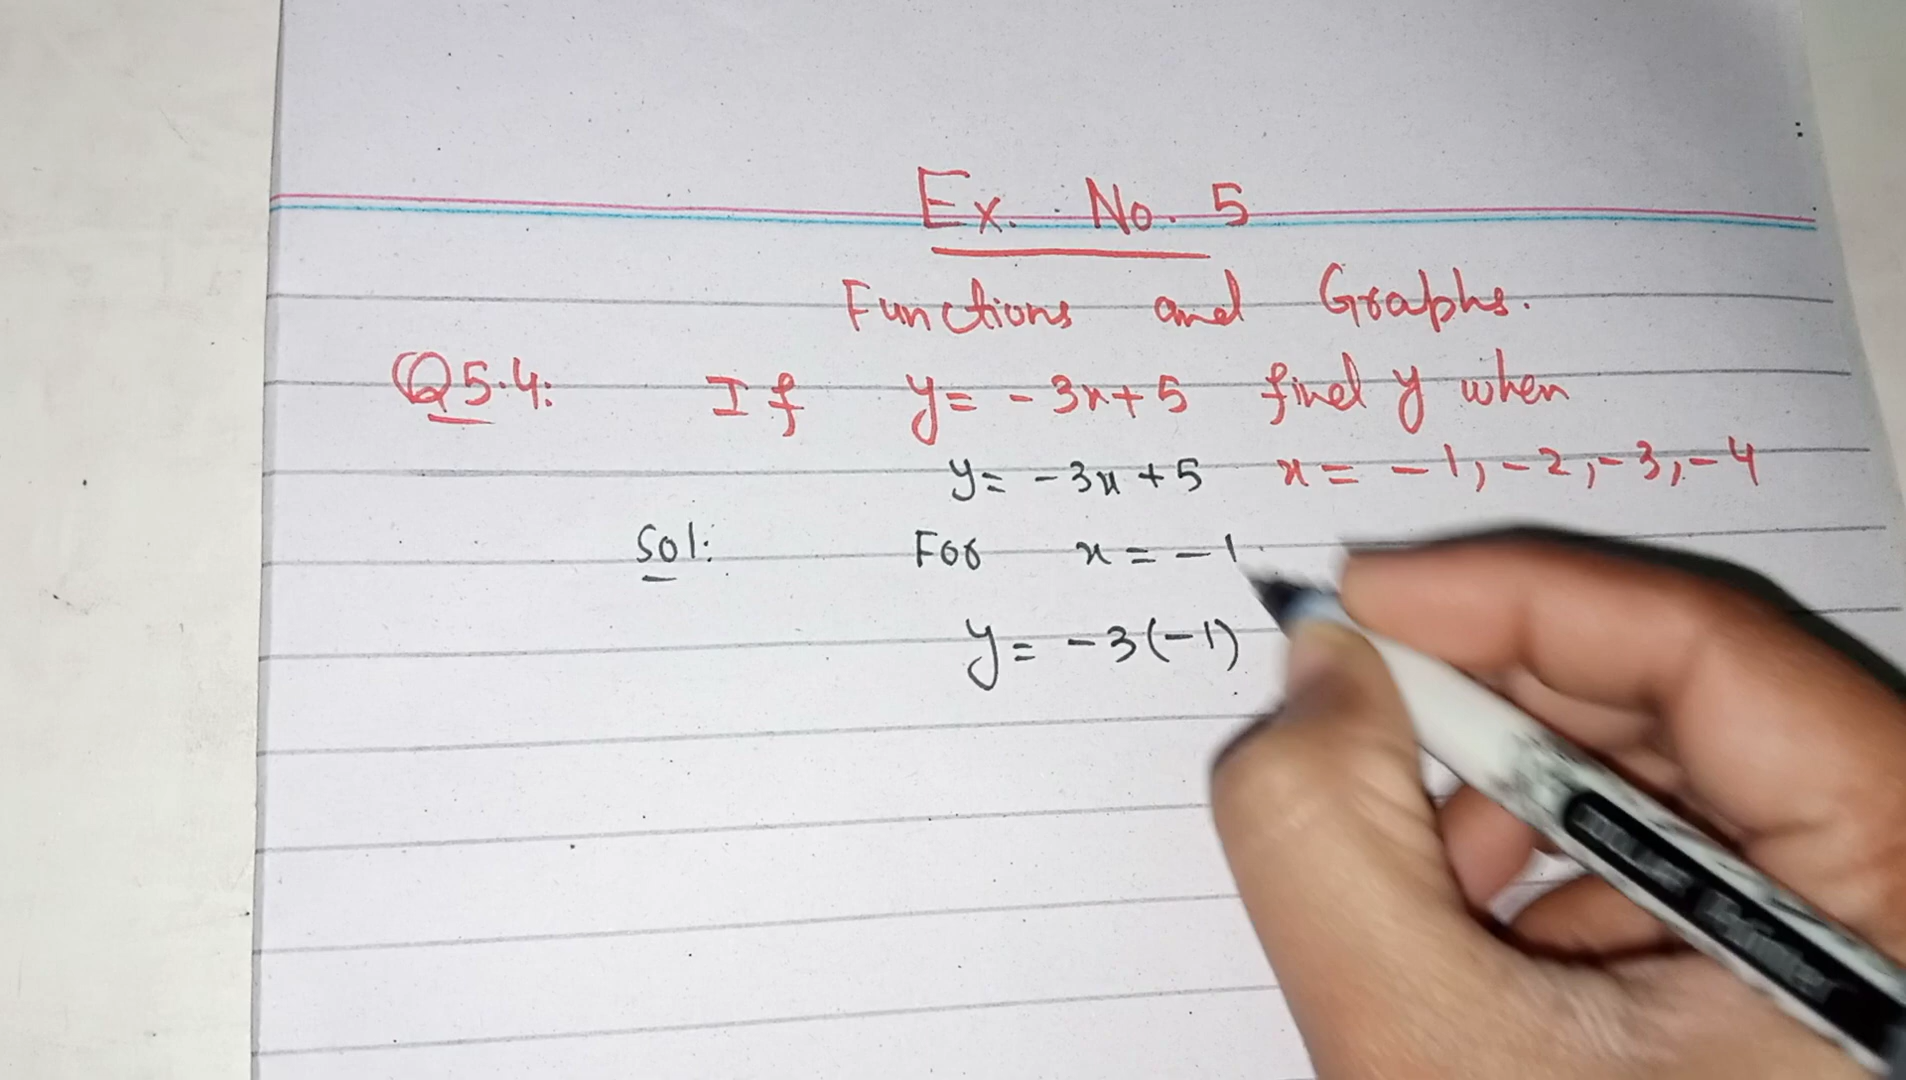 Ex. No. 5
Functions and Graphs.
Q5.4: If y = -3x+5 find y when
y = -3x+5 x = -1, -2, -3, -4
Sol: For x = -1
y = -3(-1)